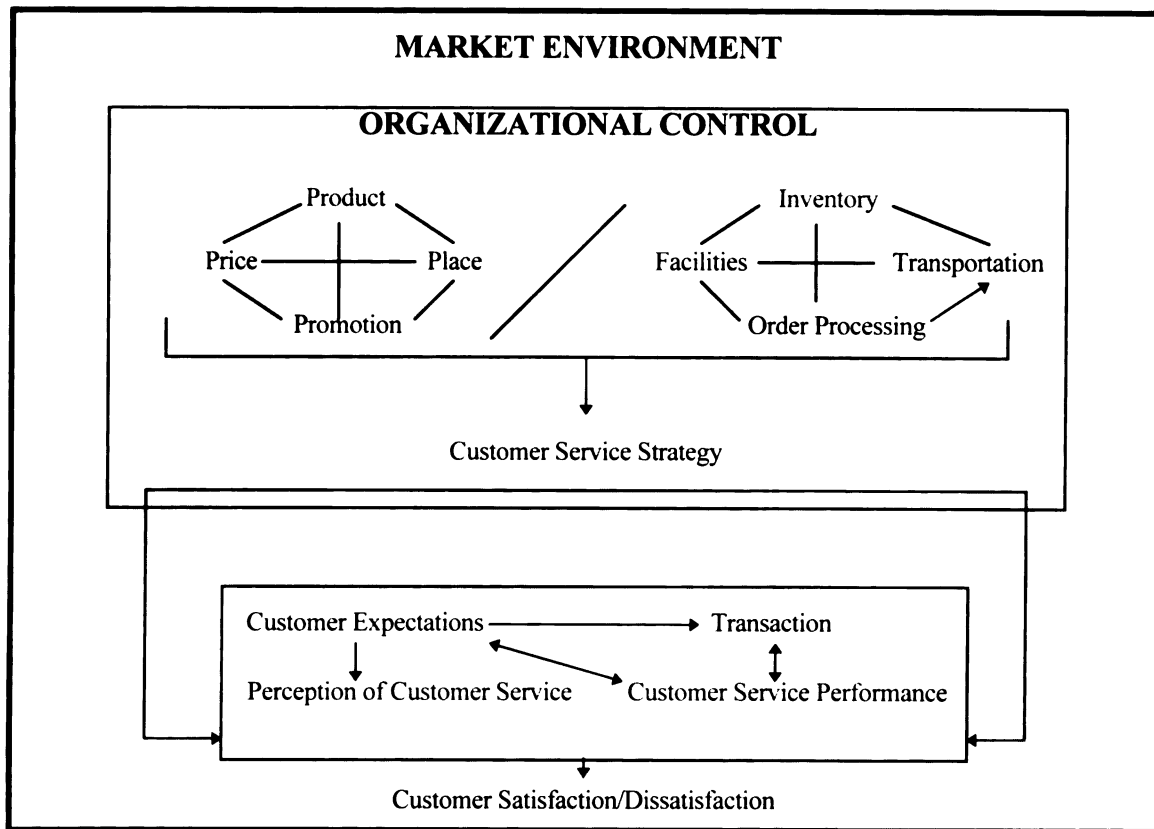 MARKET ENVIRONMENT
ORGANIZATIONAL CONTROL
Product
Inventory
Price
Place
Facilities
Transportation
Promotion
Order Processing
Customer Service Strategy
Customer Expectations
Transaction
Perception of Customer Service
Customer Service Performance
Customer Satisfaction/Dissatisfaction